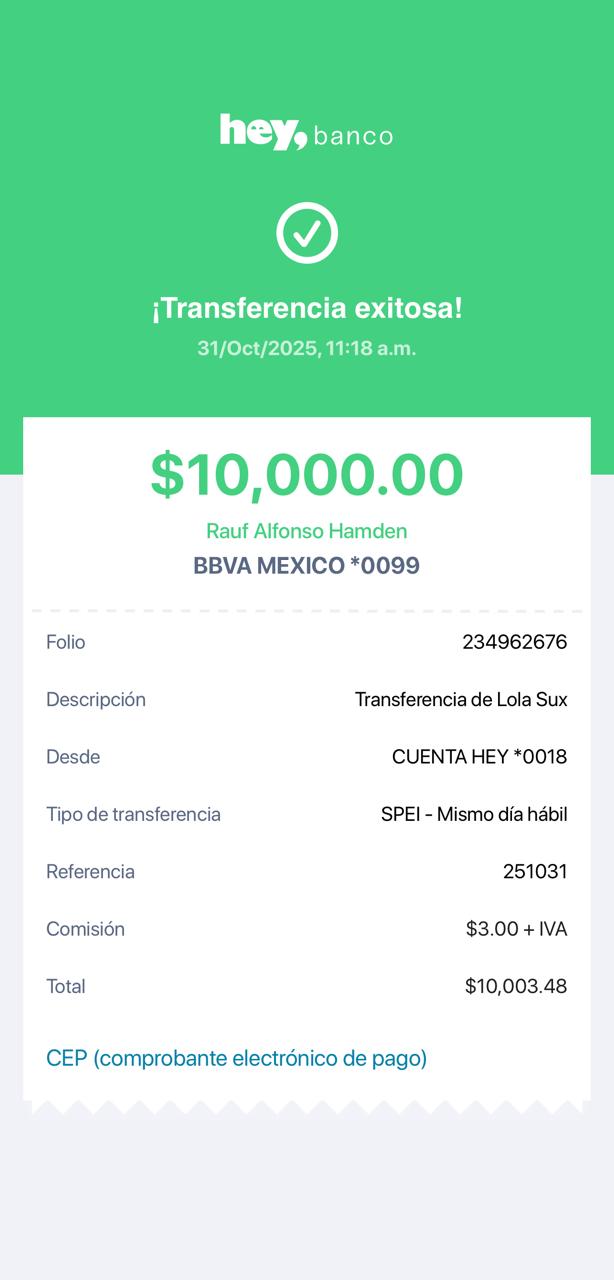 hey, banco
¡Transferencia exitosa!
31/Oct/2025, 11:18 a.m.
$10,000.00
Rauf Alfonso Hamden
BBVA MEXICO *0099
Folio 234962676
Descripción Transferencia de Lola Sux
Desde CUENTA HEY *0018
Tipo de transferencia SPEI - Mismo día hábil
Referencia 251031
Comisión $3.00 + IVA
Total $10,003.48
CEP (comprobante electrónico de pago)